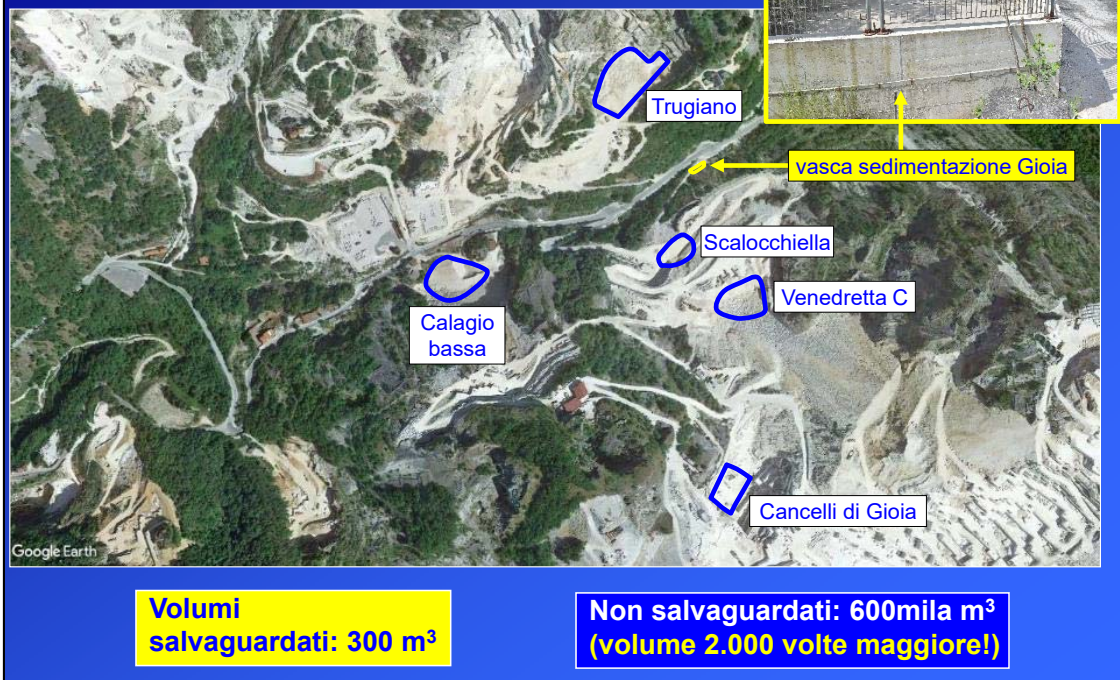 Trugiano
vasca sedimentazione Gioia
Scalocchiella
Venedretta C
Calagio
bassa
Cancelli di Gioia
Google Earth
Volumi
salvaguardati: 300 m³
Non salvaguardati: 600mila m³
(volume 2.000 volte maggiore!)